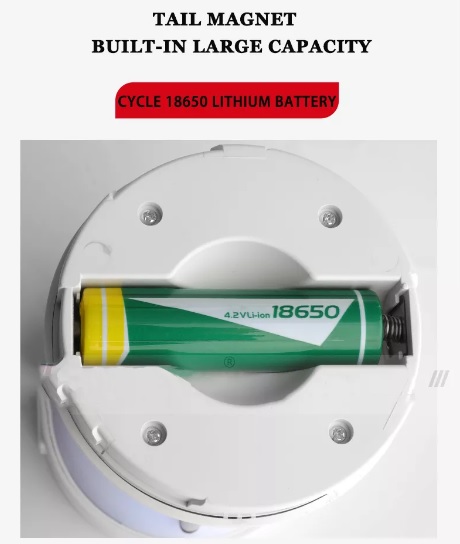 TAIL MAGNET
BUILT-IN LARGE CAPACITY
CYCLE 18650 LITHIUM BATTERY
4.2VLi-ion 18650